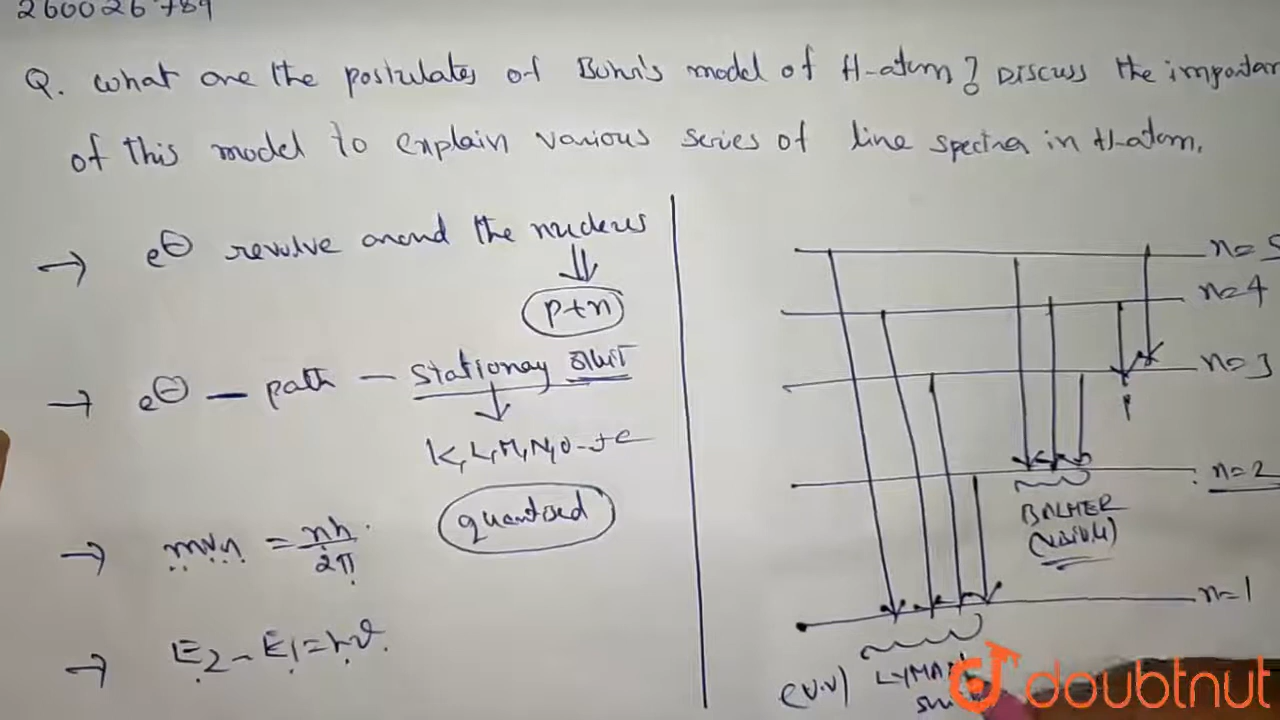 260026789
Q. What are the postulates of Bohr's model of H-atom? Discuss the importan
of this model to explain various series of line spectra in H-atom.
→ e⊖ revolve around the nucleus
p+n
→ e⊖ - path - stationary orbit
K, L, M, N, O - etc
quantised
→ mvr = nh/2π
→ E2 - E1 = hν
n=5
n=4
n=3
n=2
BALMER
(visible)
n=1
(U.V)
LYMAN
doubtnut